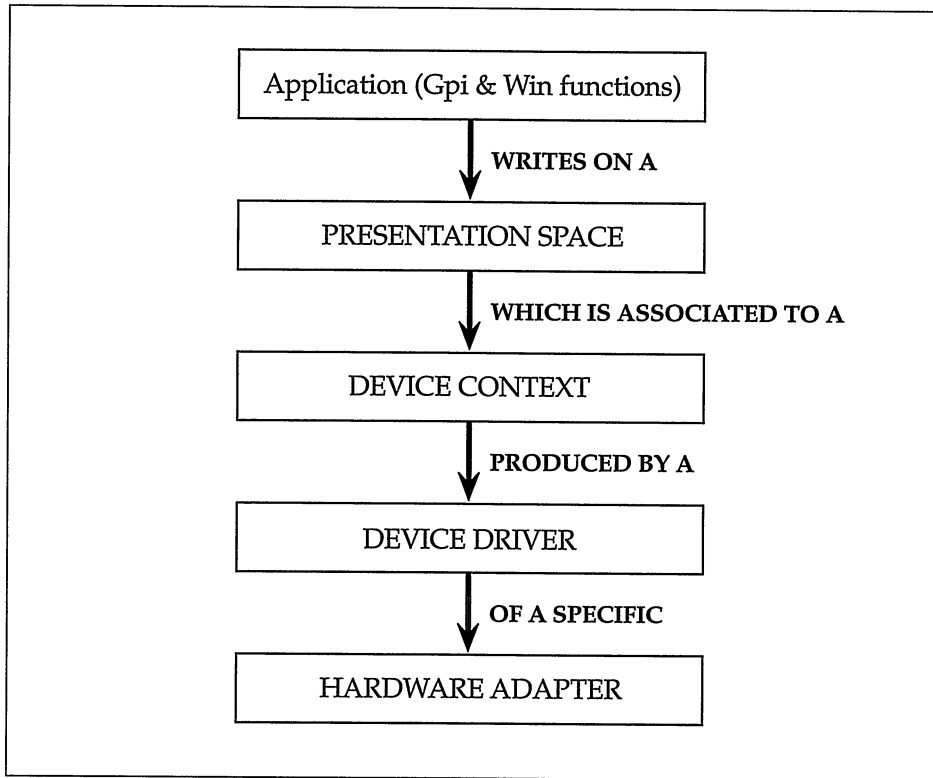 Application (Gpi & Win functions)
WRITES ON A
PRESENTATION SPACE
WHICH IS ASSOCIATED TO A
DEVICE CONTEXT
PRODUCED BY A
DEVICE DRIVER
OF A SPECIFIC
HARDWARE ADAPTER